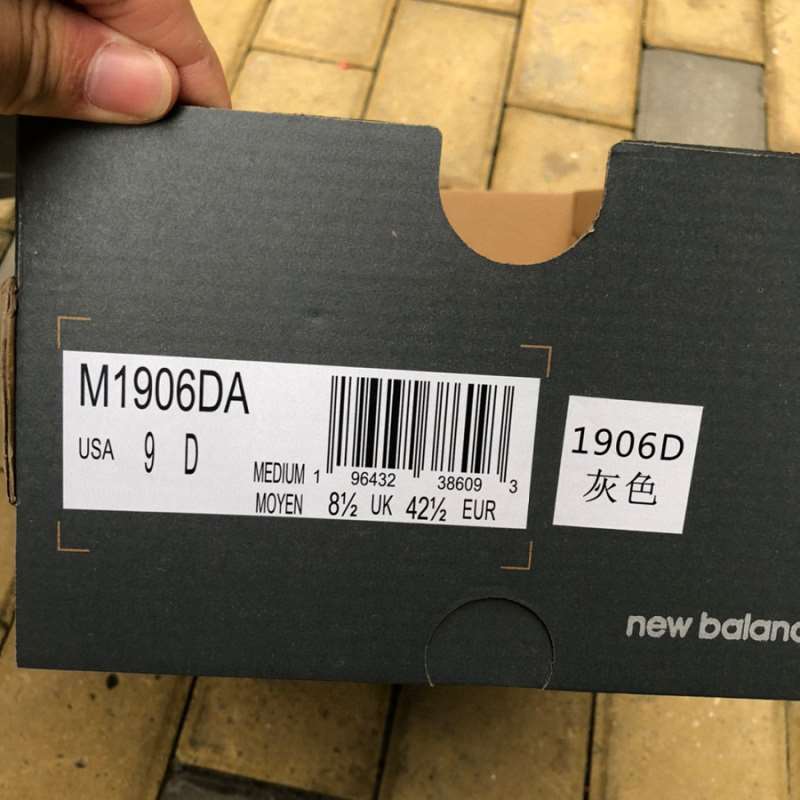 M1906DA
USA 9 D
MEDIUM 1 96432 38609 3
MOYEN 8½ UK 42½ EUR
1906D
灰色
new balanc